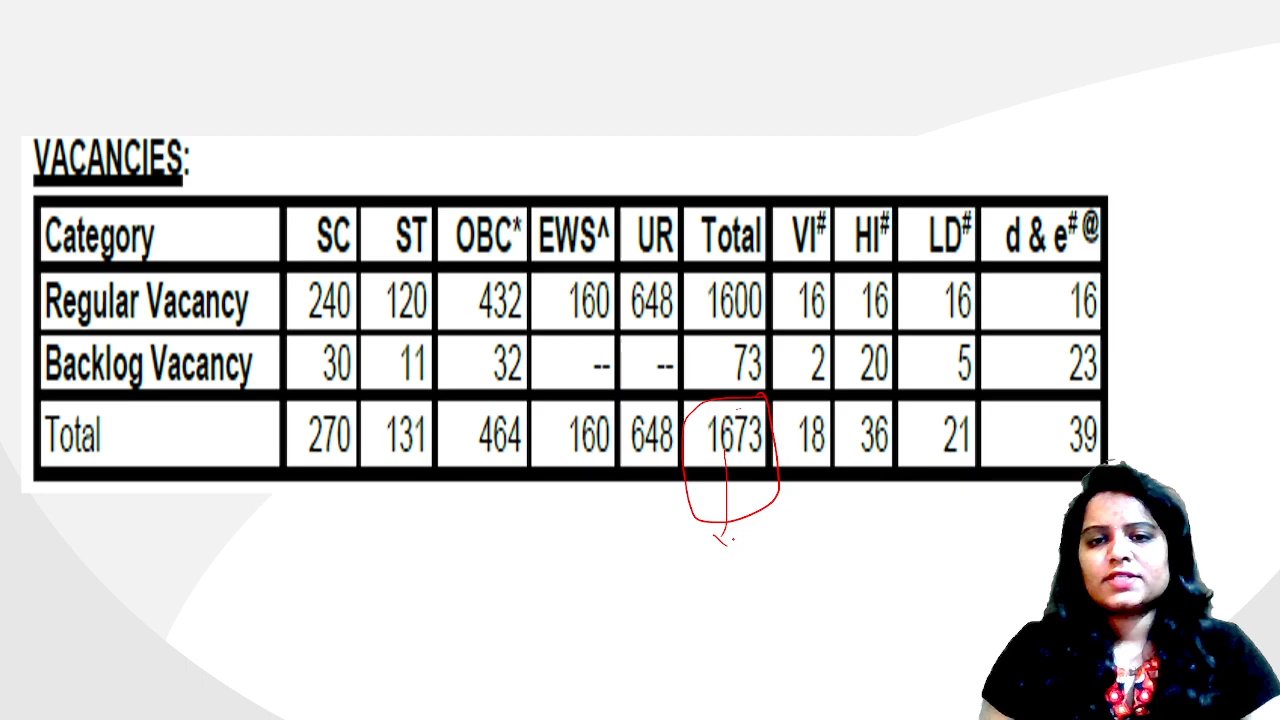 VACANCIES:
Category SC ST OBC* EWS^ UR Total VI# HI# LD# d & e# @
Regular Vacancy 240 120 432 160 648 1600 16 16 16 16
Backlog Vacancy 30 11 32 -- -- 73 2 20 5 23
Total 270 131 464 160 648 1673 18 36 21 39